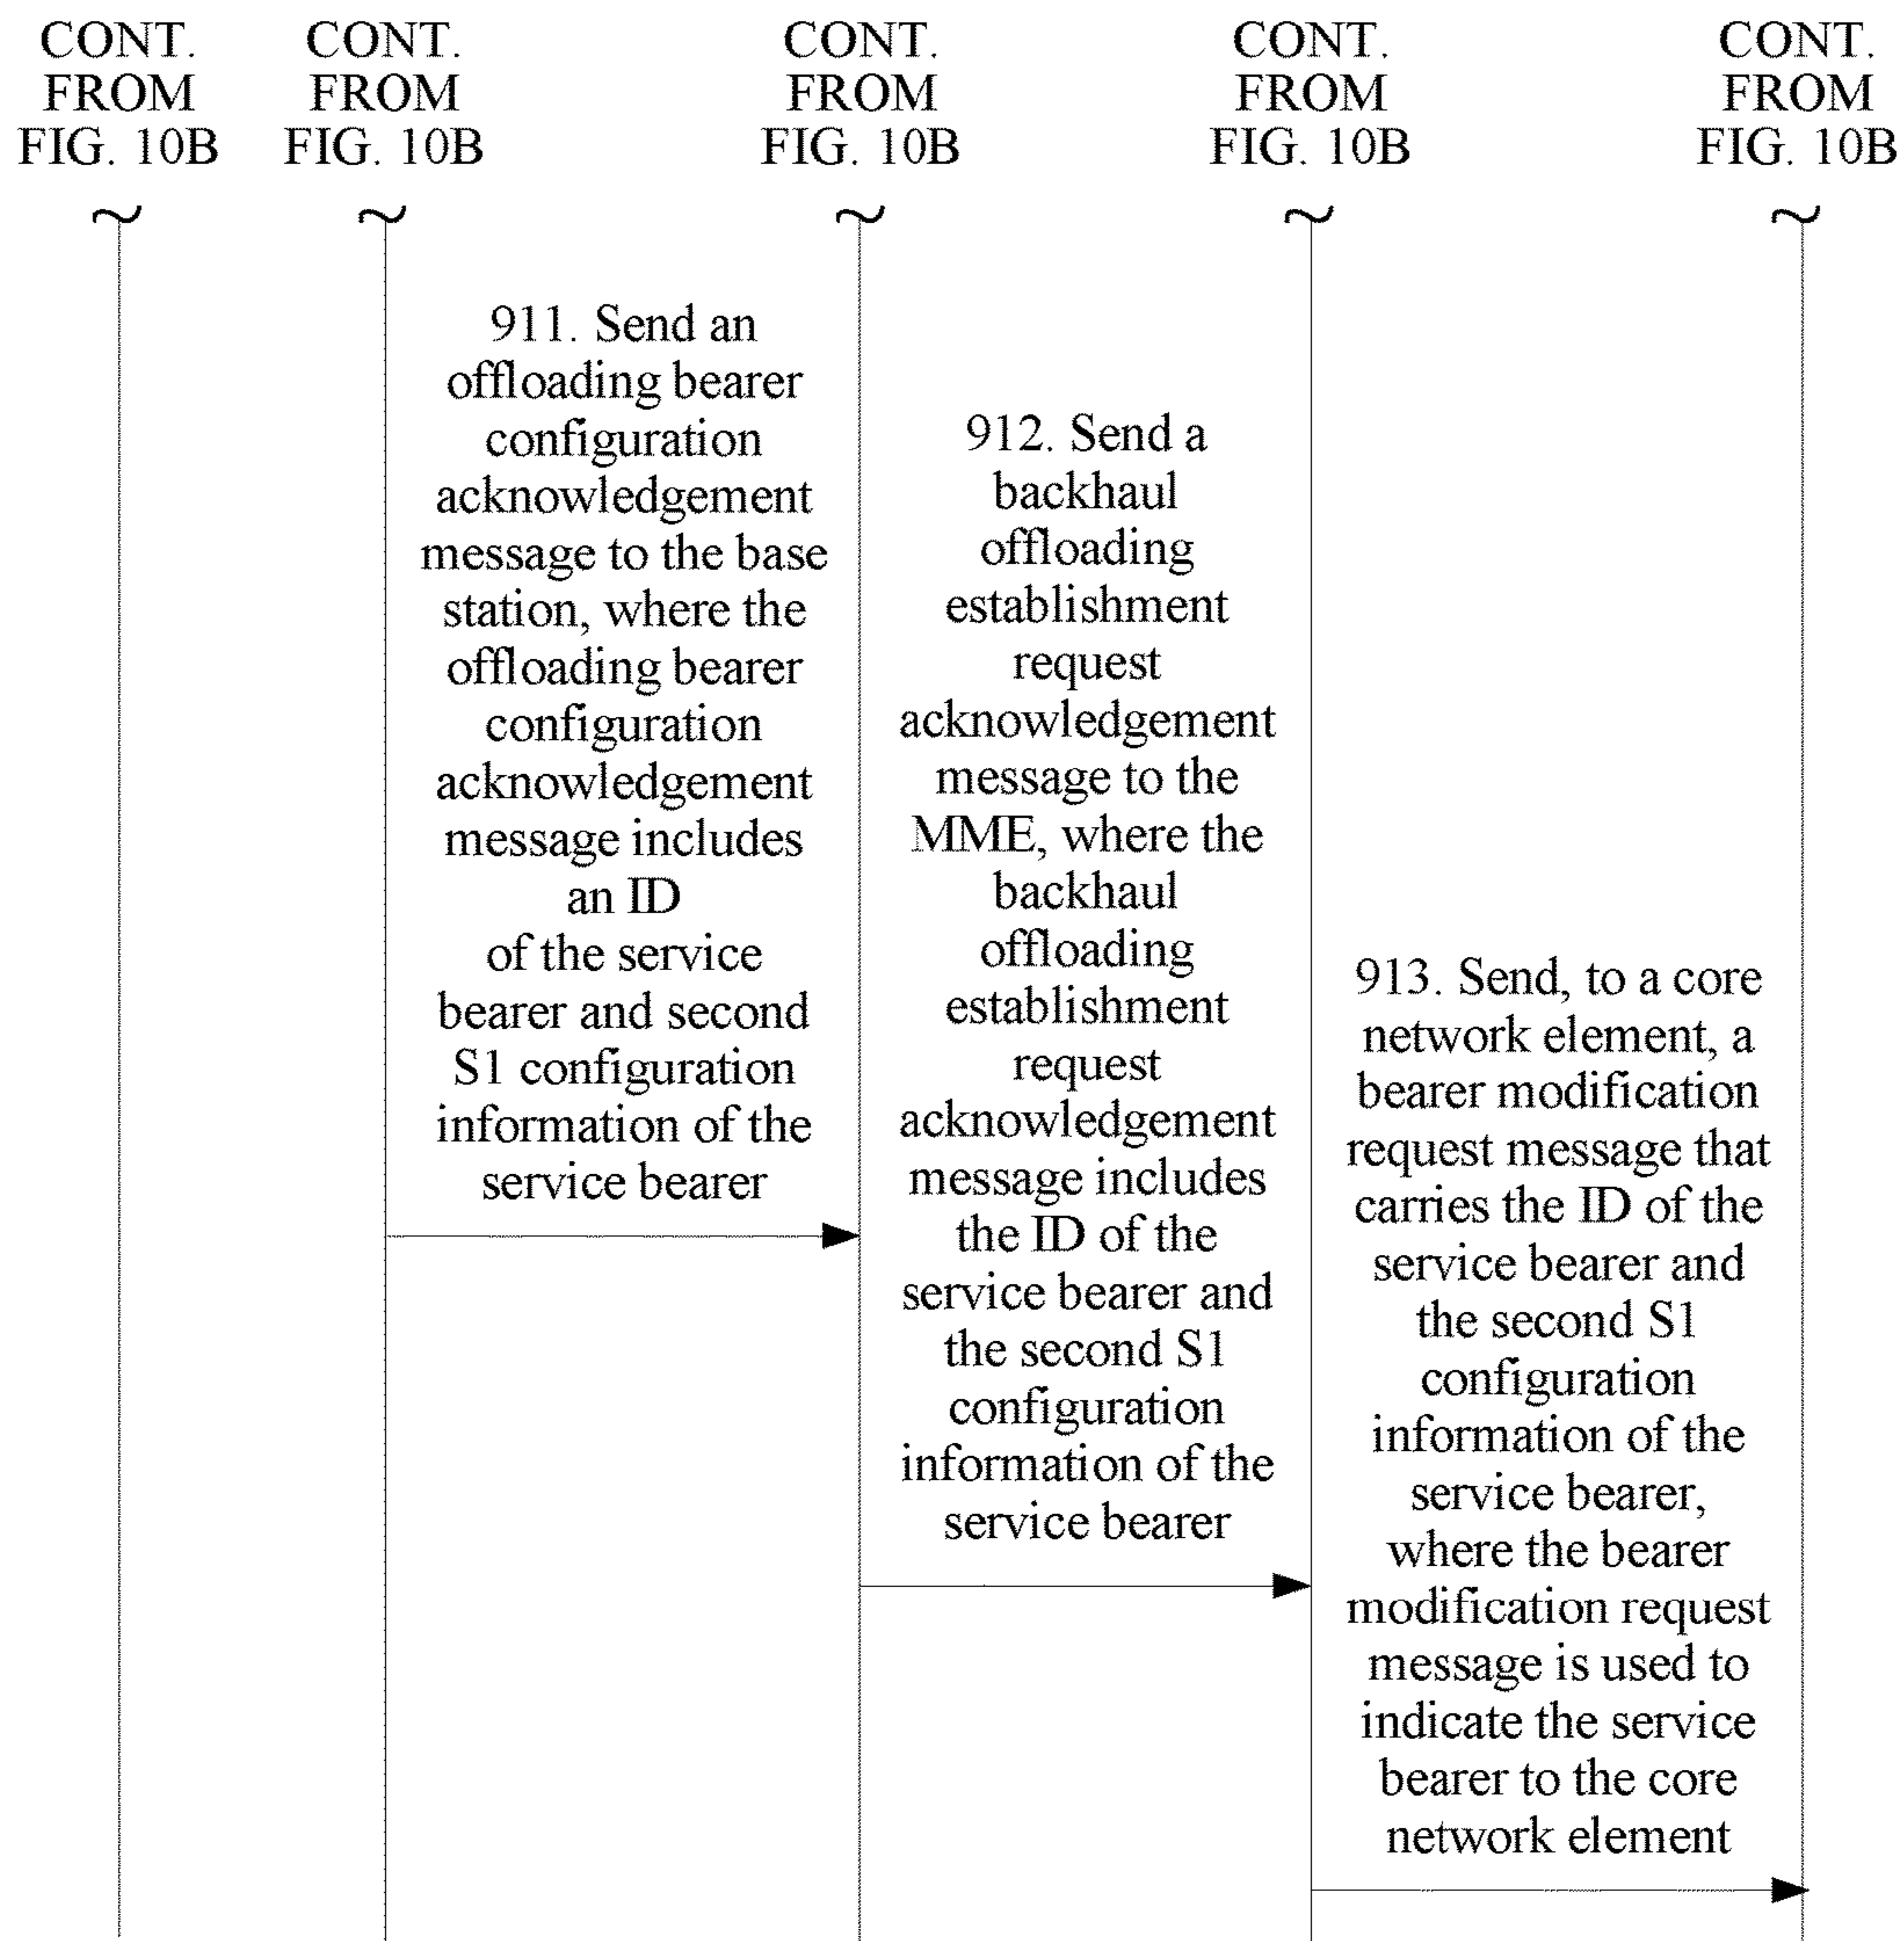 CONT.
FROM
FIG. 10B
CONT.
FROM
FIG. 10B
CONT.
FROM
FIG. 10B
CONT.
FROM
FIG. 10B
CONT.
FROM
FIG. 10B
911. Send an
offloading bearer
configuration
acknowledgement
message to the base
station, where the
offloading bearer
configuration
acknowledgement
message includes
an ID
of the service
bearer and second
S1 configuration
information of the
service bearer
912. Send a
backhaul
offloading
establishment
request
acknowledgement
message to the
MME, where the
backhaul
offloading
establishment
request
acknowledgement
message includes
the ID of the
service bearer and
the second S1
configuration
information of the
service bearer
913. Send, to a core
network element, a
bearer modification
request message that
carries the ID of the
service bearer and
the second S1
configuration
information of the
service bearer,
where the bearer
modification request
message is used to
indicate the service
bearer to the core
network element